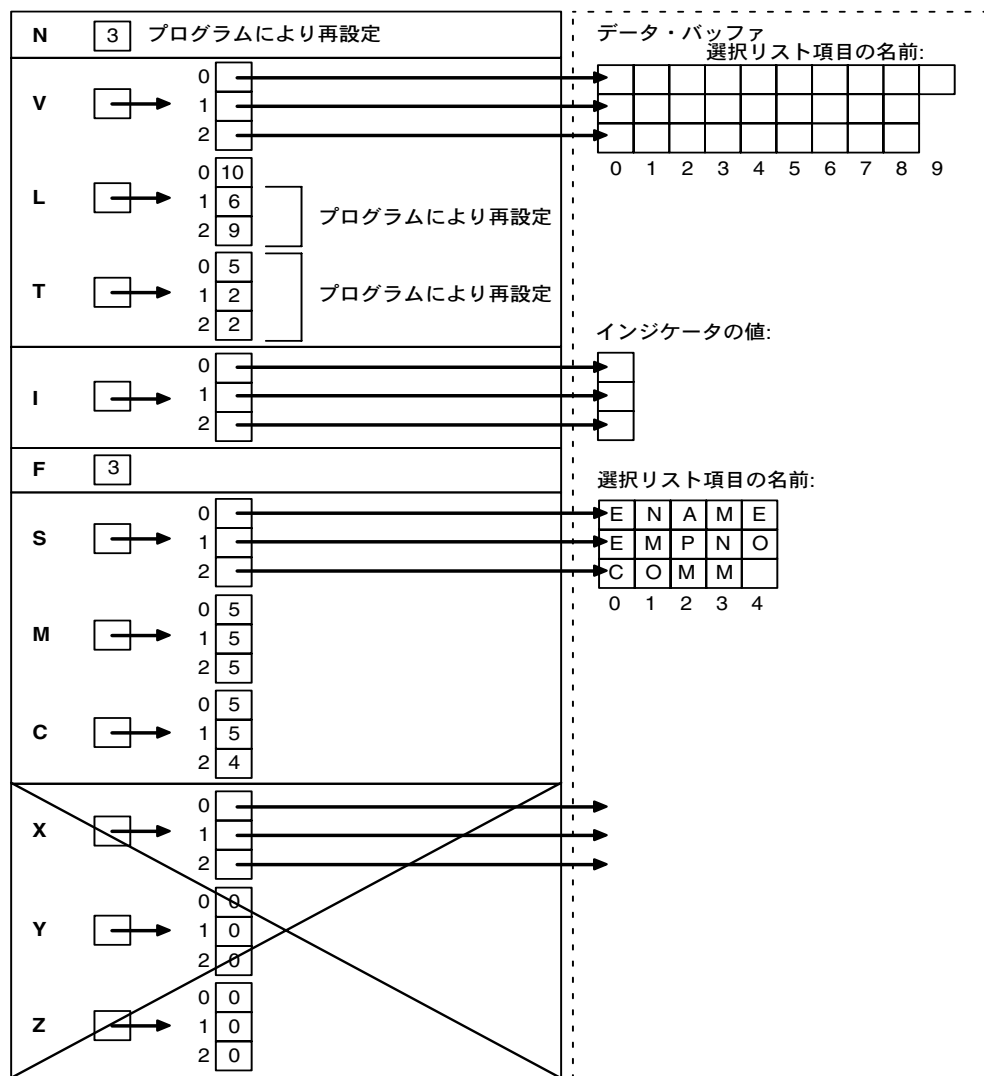 N 3 プログラムにより再設定
データ・バッファ
選択リスト項目の名前:
V
0
1
2
0 1 2 3 4 5 6 7 8 9
L
0 10
1 6
2 9
プログラムにより再設定
T
0 5
1 2
2 2
プログラムにより再設定
インジケータの値:
I
0
1
2
F 3
選択リスト項目の名前:
S
0
1
2
E N A M E
E M P N O
C O M M
0 1 2 3 4
M
0 5
1 5
2 5
C
0 5
1 5
2 4
X
0
1
2
Y
0 0
1 0
2 0
Z
0 0
1 0
2 0